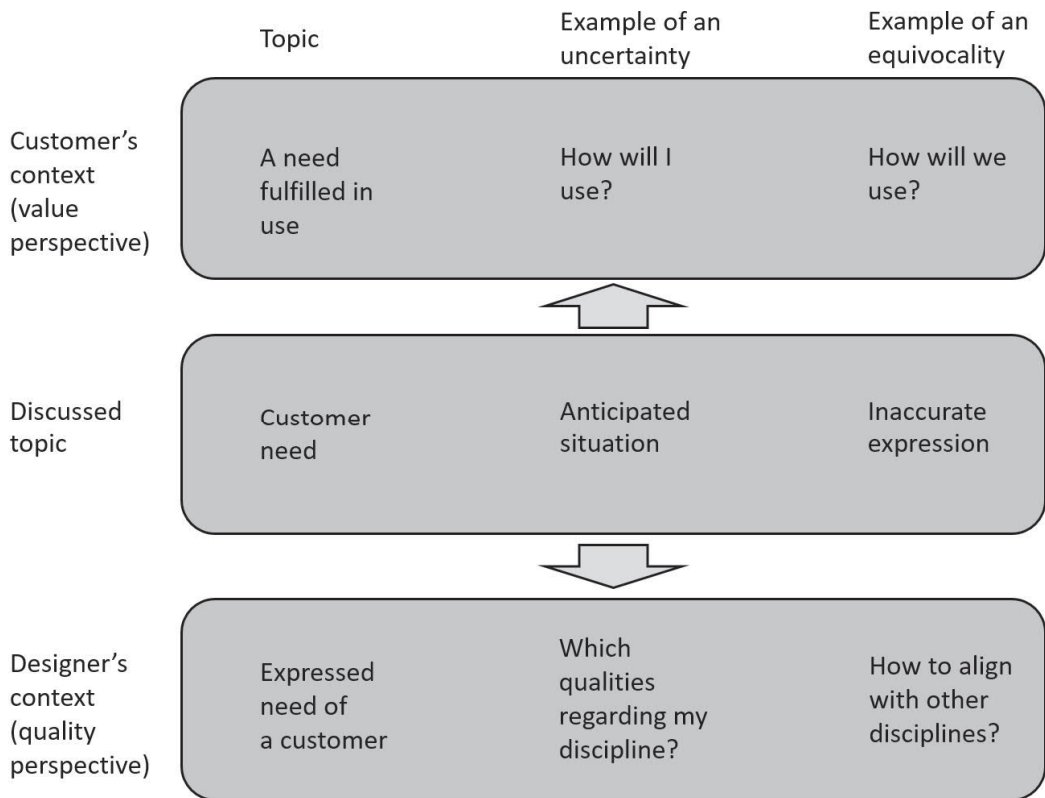 Topic
Example of an
uncertainty
Example of an
equivocality
Customer’s
context
(value
perspective)
A need
fulfilled in
use
How will I
use?
How will we
use?
Discussed
topic
Customer
need
Anticipated
situation
Inaccurate
expression
Designer’s
context
(quality
perspective)
Expressed
need of
a customer
Which
qualities
regarding my
discipline?
How to align
with other
disciplines?